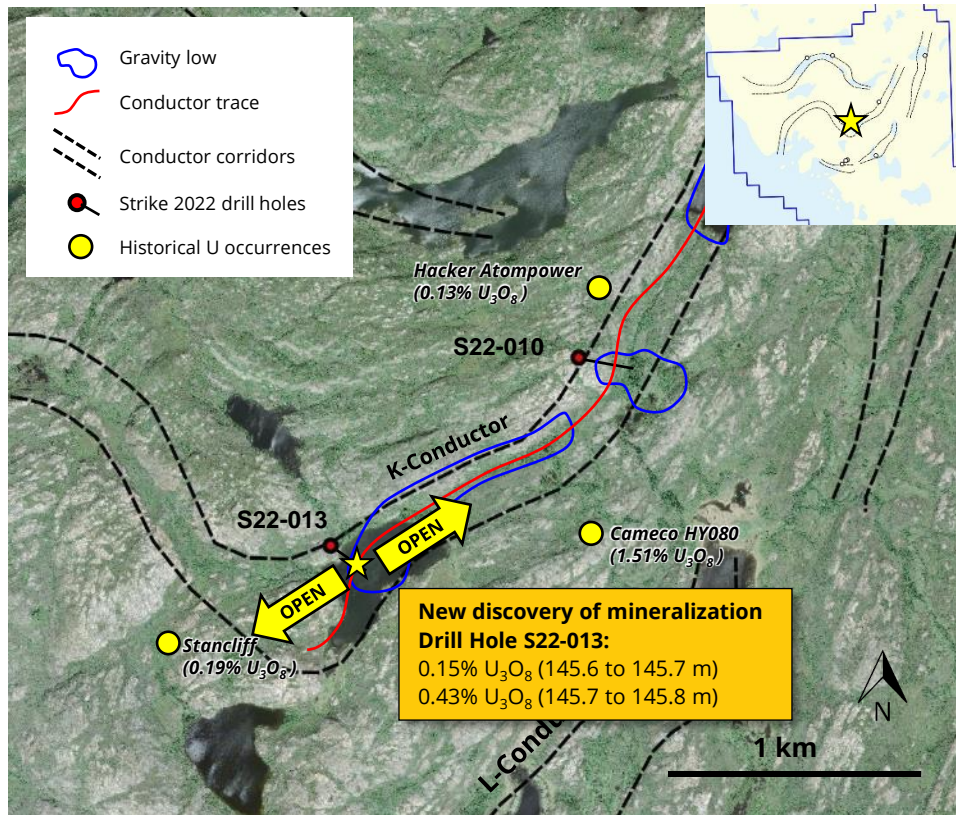 Gravity low
Conductor trace
Conductor corridors
Strike 2022 drill holes
Historical U occurrences
Hacker Atompower
(0.13% U₃O₈)
S22-010
K-Conductor
S22-013
OPEN
OPEN
Cameco HY080
(1.51% U₃O₈)
Stancliff
(0.19% U₃O₈)
New discovery of mineralization
Drill Hole S22-013:
0.15% U₃O₈ (145.6 to 145.7 m)
0.43% U₃O₈ (145.7 to 145.8 m)
N
L-Condu
1 km